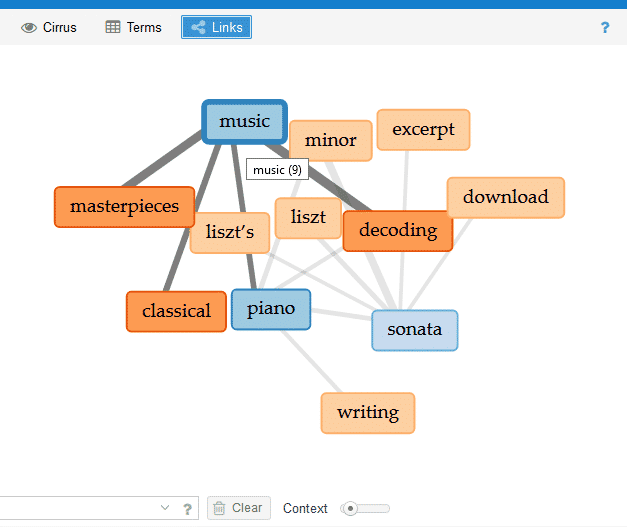 Cirrus
Terms
Links
?
music
minor
excerpt
music (9)
masterpieces
download
liszt's
liszt
decoding
classical
piano
sonata
writing
?
Clear
Context